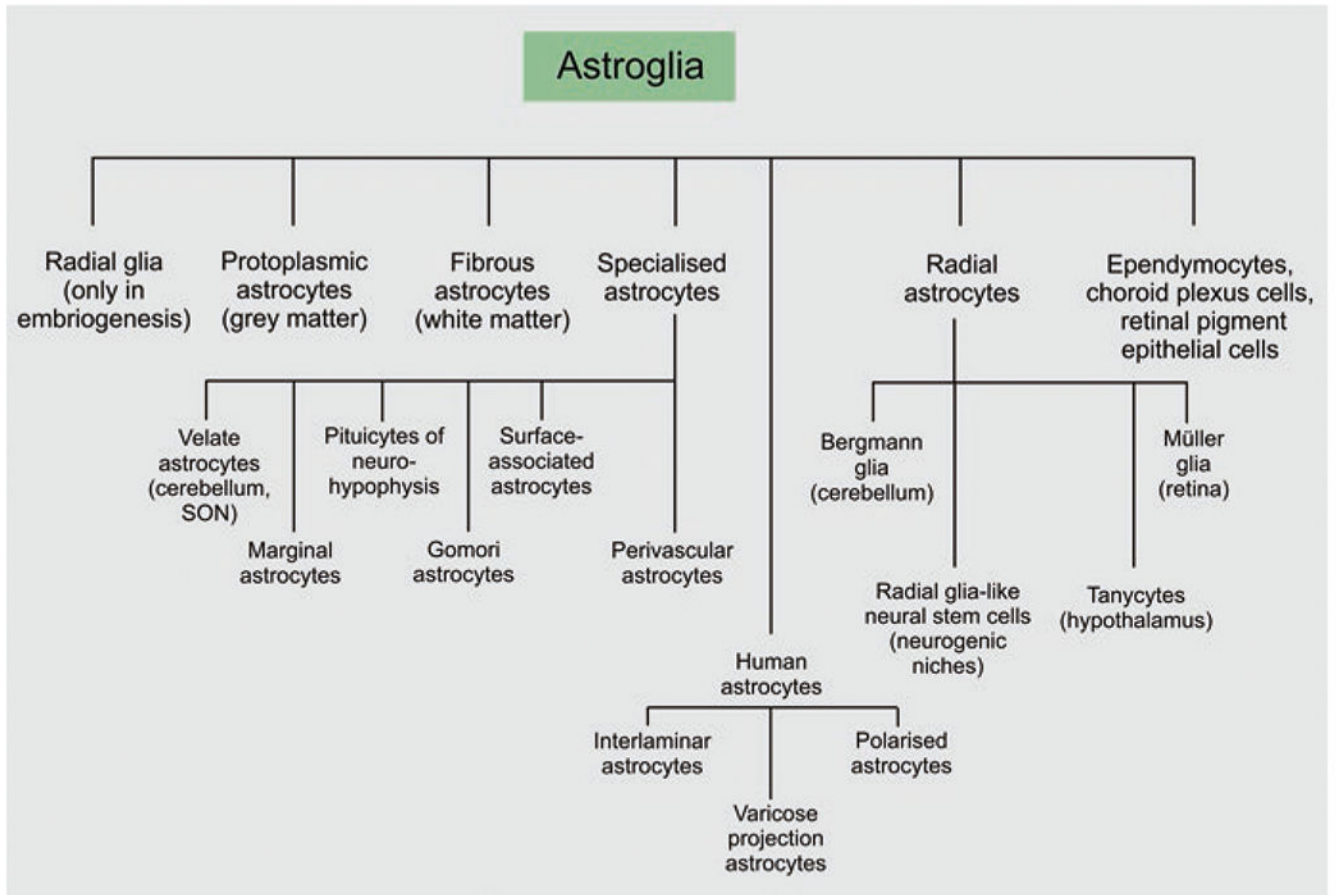 Astroglia
Radial glia
(only in
embriogenesis)
Protoplasmic
astrocytes
(grey matter)
Fibrous
astrocytes
(white matter)
Specialised
astrocytes
Radial
astrocytes
Ependymocytes,
choroid plexus cells,
retinal pigment
epithelial cells
Velate
astrocytes
(cerebellum,
SON)
Marginal
astrocytes
Pituicytes of
neuro-
hypophysis
Gomori
astrocytes
Surface-
associated
astrocytes
Perivascular
astrocytes
Bergmann
glia
(cerebellum)
Radial glia-like
neural stem cells
(neurogenic
niches)
Tanycytes
(hypothalamus)
Müller
glia
(retina)
Human
astrocytes
Interlaminar
astrocytes
Varicose
projection
astrocytes
Polarised
astrocytes